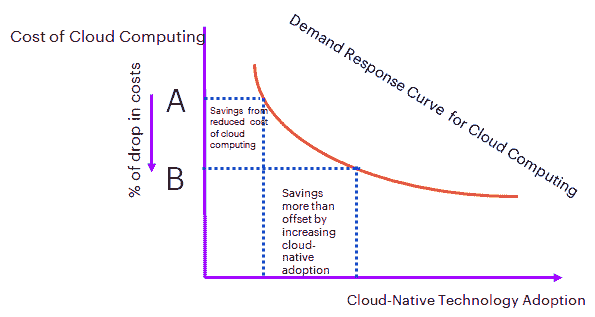 Cost of Cloud Computing
Demand Response Curve for Cloud Computing
% of drop in costs
A
Savings from
reduced cost
of cloud
computing
B
Savings
more than
offset by
increasing
cloud-
native
adoption
Cloud-Native Technology Adoption